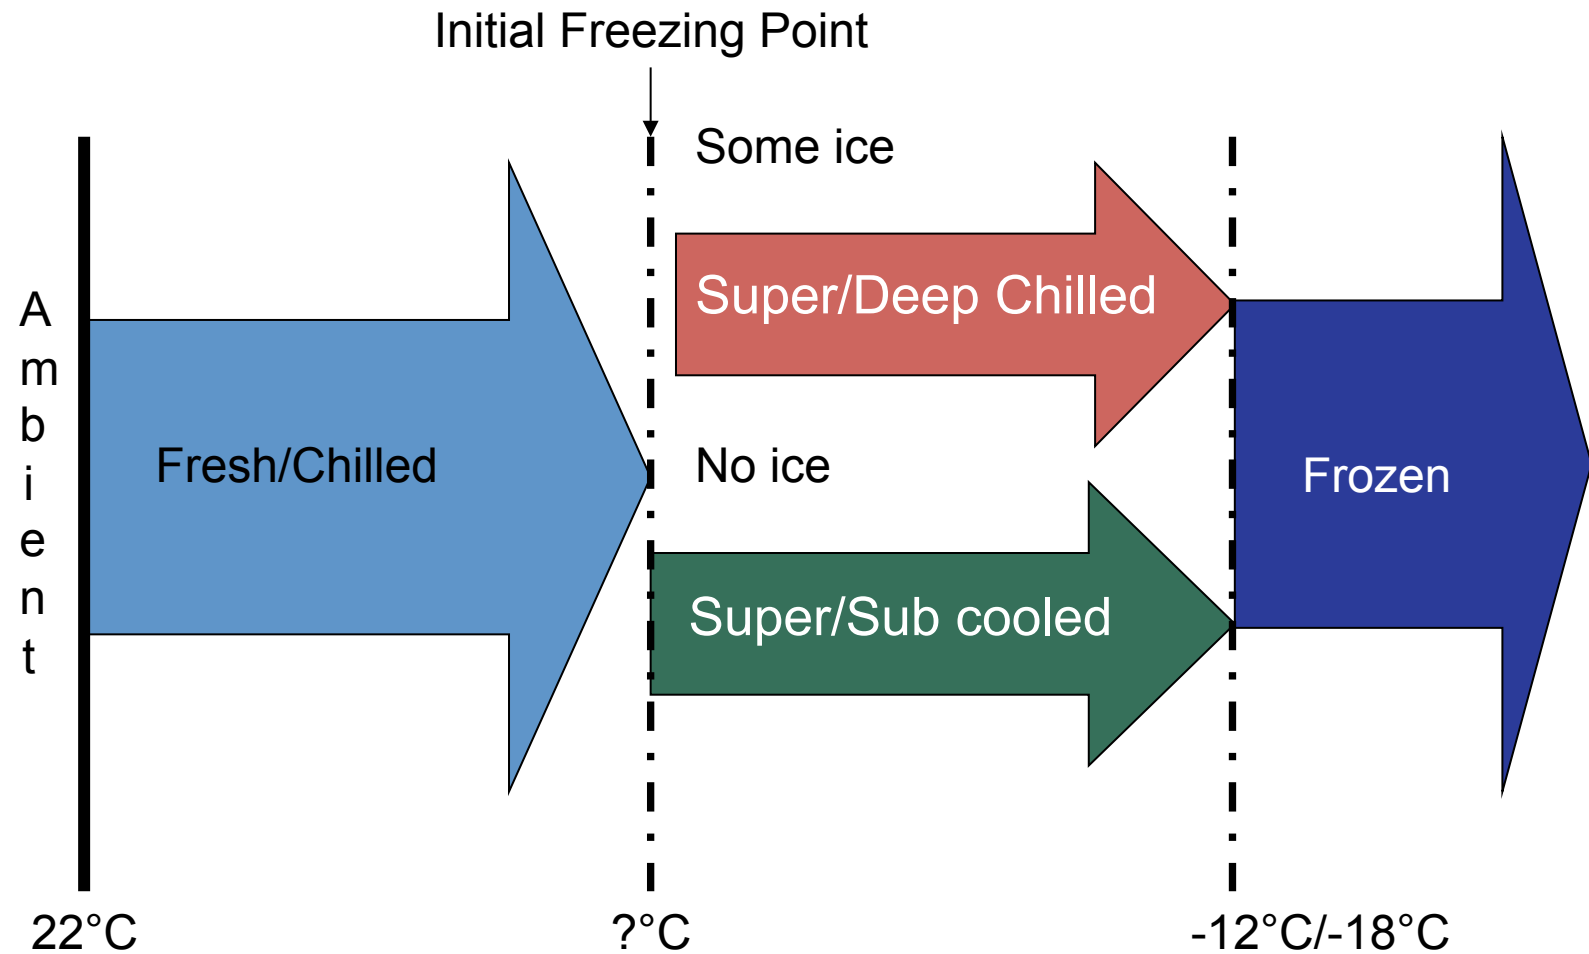 Initial Freezing Point
Some ice
Super/Deep Chilled
Ambient
Fresh/Chilled
No ice
Frozen
Super/Sub cooled
22°C
?°C
-12°C/-18°C